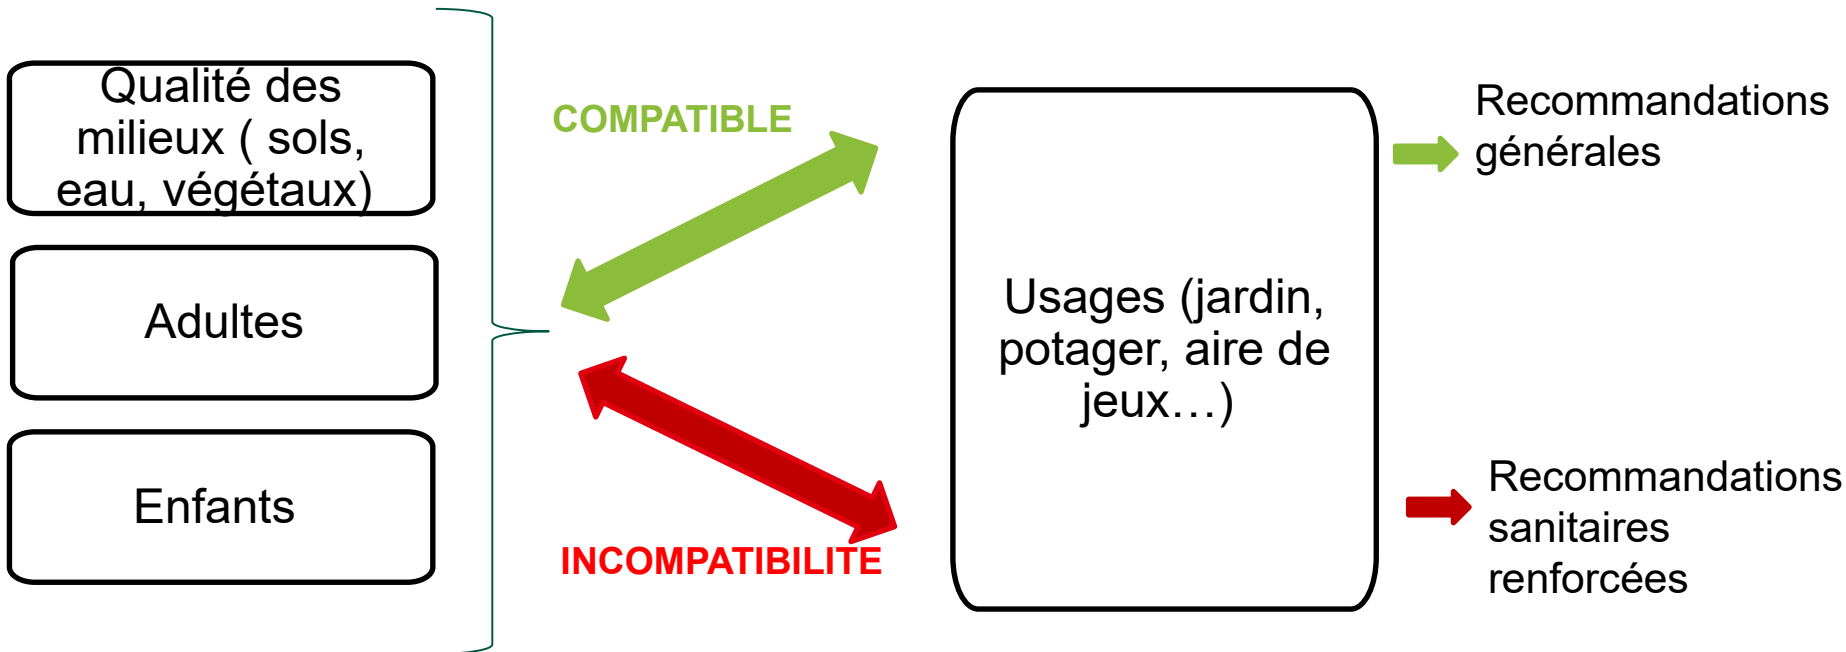 Qualité des
milieux ( sols,
eau, végétaux)
Adultes
Enfants
COMPATIBLE
INCOMPATIBILITE
Usages (jardin,
potager, aire de
jeux…)
Recommandations
générales
Recommandations
sanitaires
renforcées